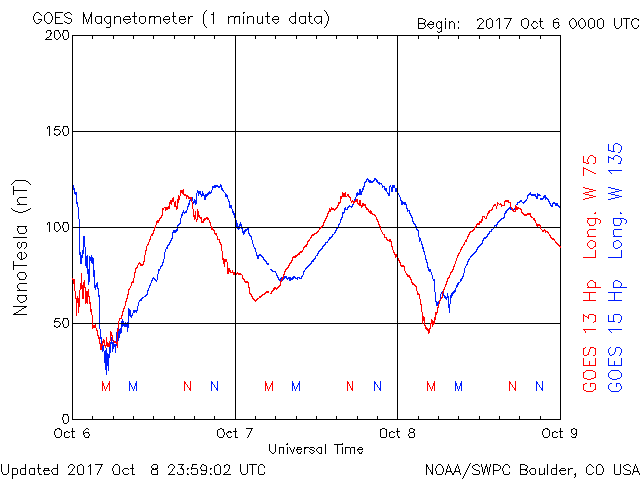 GOES Magnetometer (1 minute data)
Begin: 2017 Oct 6 0000 UTC
200
150
100
50
0
NanoTesla (nT)
M M N N M M N N M M N N
Oct 6 Oct 7 Oct 8 Oct 9
Universal Time
GOES 13 Hp Long. W 75
GOES 15 Hp Long. W 135
Updated 2017 Oct 8 23:59:02 UTC
NOAA/SWPC Boulder, CO USA